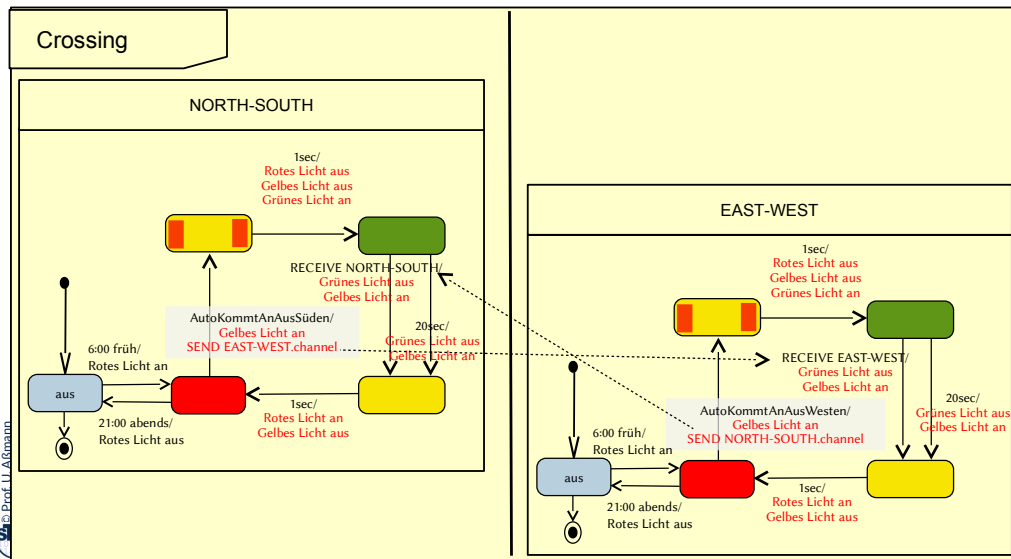 Crossing
NORTH-SOUTH
1sec/
Rotes Licht aus
Gelbes Licht aus
Grünes Licht an
RECEIVE NORTH-SOUTH/
Grünes Licht aus
Gelbes Licht an
AutoKommtAnAusSüden/
Gelbes Licht an
SEND EAST-WEST.channel
20sec/
Grünes Licht aus
Gelbes Licht an
6:00 früh/
Rotes Licht an
aus
21:00 abends/
Rotes Licht aus
1sec/
Rotes Licht an
Gelbes Licht aus
EAST-WEST
1sec/
Rotes Licht aus
Gelbes Licht aus
Grünes Licht an
RECEIVE EAST-WEST/
Grünes Licht aus
Gelbes Licht an
AutoKommtAnAusWesten/
Gelbes Licht an
SEND NORTH-SOUTH.channel
20sec/
Grünes Licht aus
Gelbes Licht an
6:00 früh/
Rotes Licht an
aus
21:00 abends/
Rotes Licht aus
1sec/
Rotes Licht an
Gelbes Licht aus
© Prof. U. Aßmann